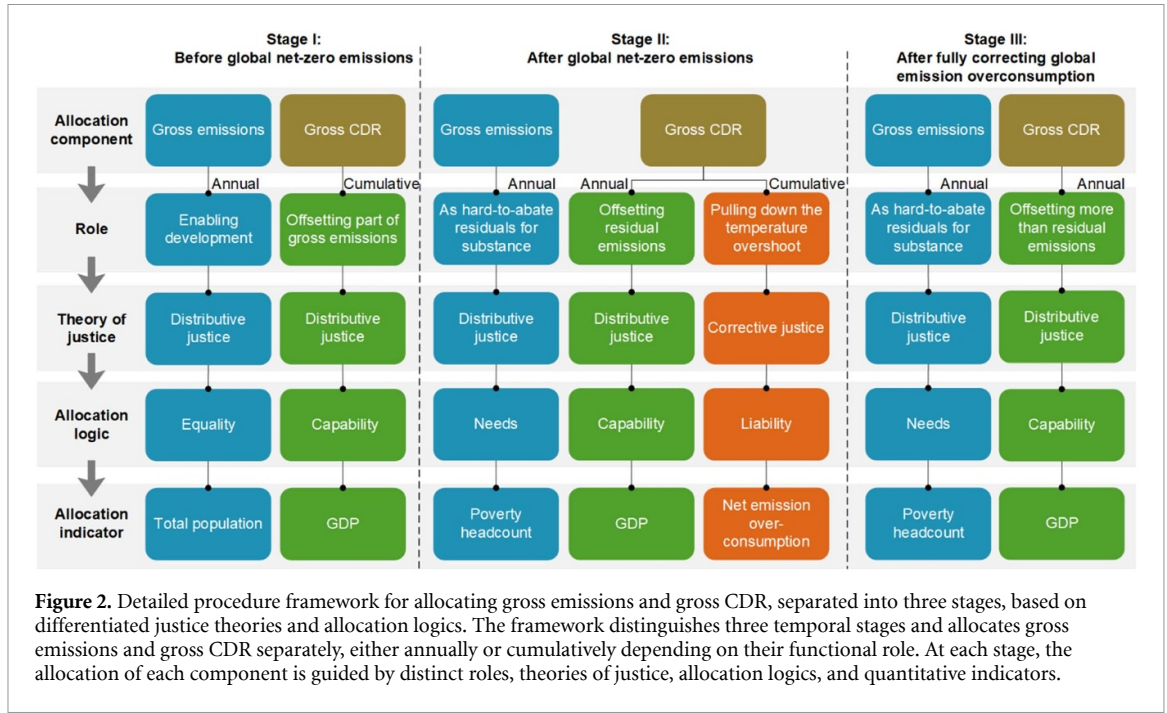 Stage I:
Before global net-zero emissions
Stage II:
After global net-zero emissions
Stage III:
After fully correcting global
emission overconsumption
Allocation
component
Gross emissions
Gross CDR
Gross emissions
Gross CDR
Gross emissions
Gross CDR
Annual
Cumulative
Annual
Annual
Cumulative
Annual
Annual
Role
Enabling
development
Offsetting part of
gross emissions
As hard-to-abate
residuals for
substance
Offsetting
residual
emissions
Pulling down the
temperature
overshoot
As hard-to-abate
residuals for
substance
Offsetting more
than residual
emissions
Theory of
justice
Distributive
justice
Distributive
justice
Distributive
justice
Distributive
justice
Corrective justice
Distributive
justice
Distributive
justice
Allocation
logic
Equality
Capability
Needs
Capability
Liability
Needs
Capability
Allocation
indicator
Total population
GDP
Poverty
headcount
GDP
Net emission
over-
consumption
Poverty
headcount
GDP
Figure 2. Detailed procedure framework for allocating gross emissions and gross CDR, separated into three stages, based on
differentiated justice theories and allocation logics. The framework distinguishes three temporal stages and allocates gross
emissions and gross CDR separately, either annually or cumulatively depending on their functional role. At each stage, the
allocation of each component is guided by distinct roles, theories of justice, allocation logics, and quantitative indicators.